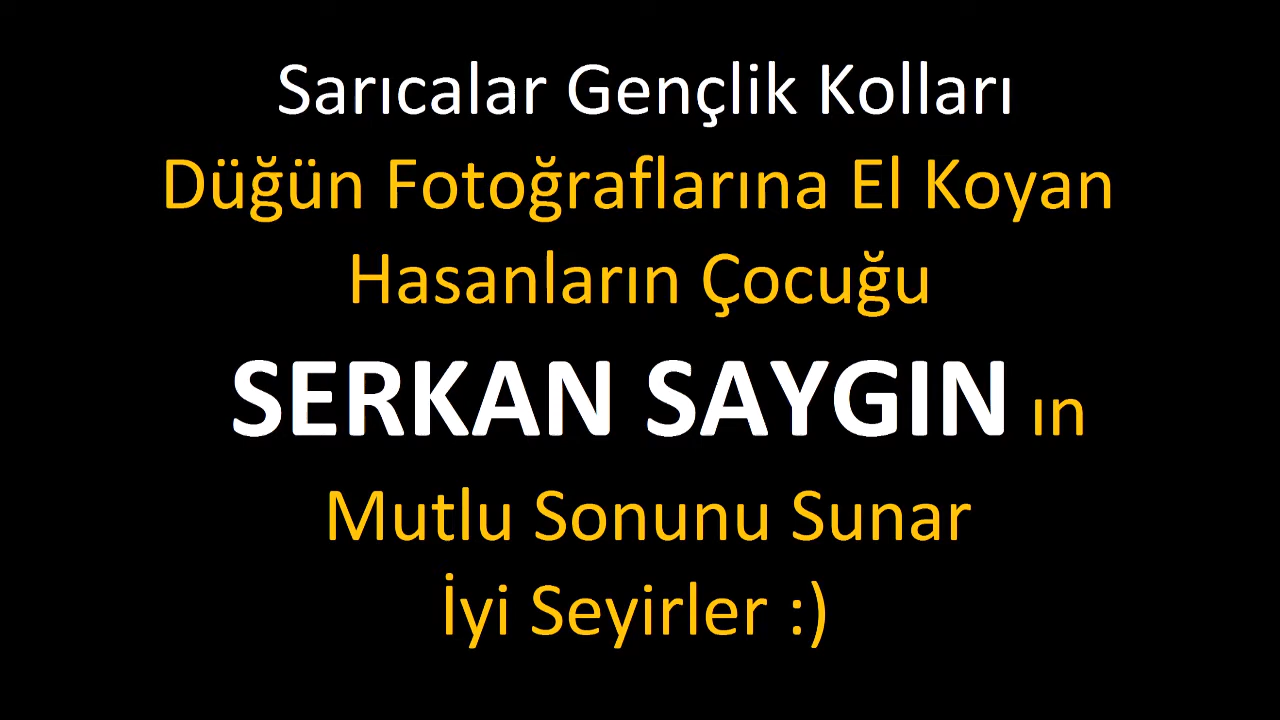 Sarıcalar Gençlik Kolları
Düğün Fotoğraflarına El Koyan
Hasanların Çocuğu
SERKAN SAYGIN ın
Mutlu Sonunu Sunar
İyi Seyirler :)